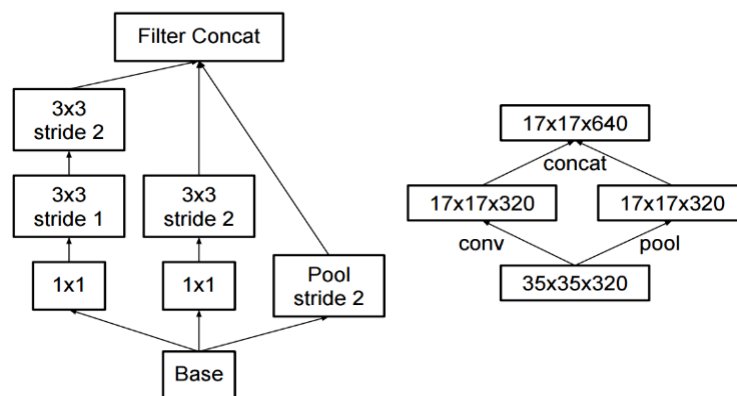 Filter Concat
3x3
stride 2
3x3
stride 1
3x3
stride 2
1x1
1x1
Pool
stride 2
Base
17x17x640
concat
17x17x320
17x17x320
conv
pool
35x35x320